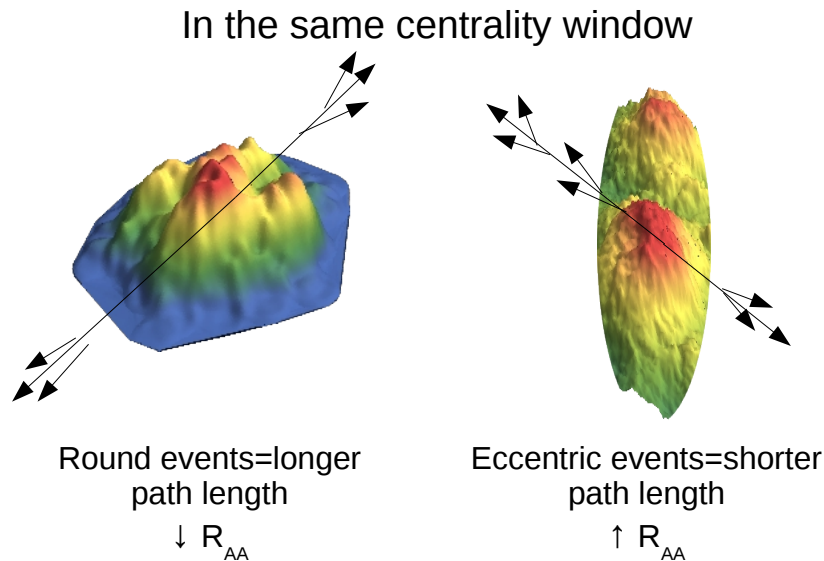 In the same centrality window
Round events=longer
path length
↓ R_AA
Eccentric events=shorter
path length
↑ R_AA